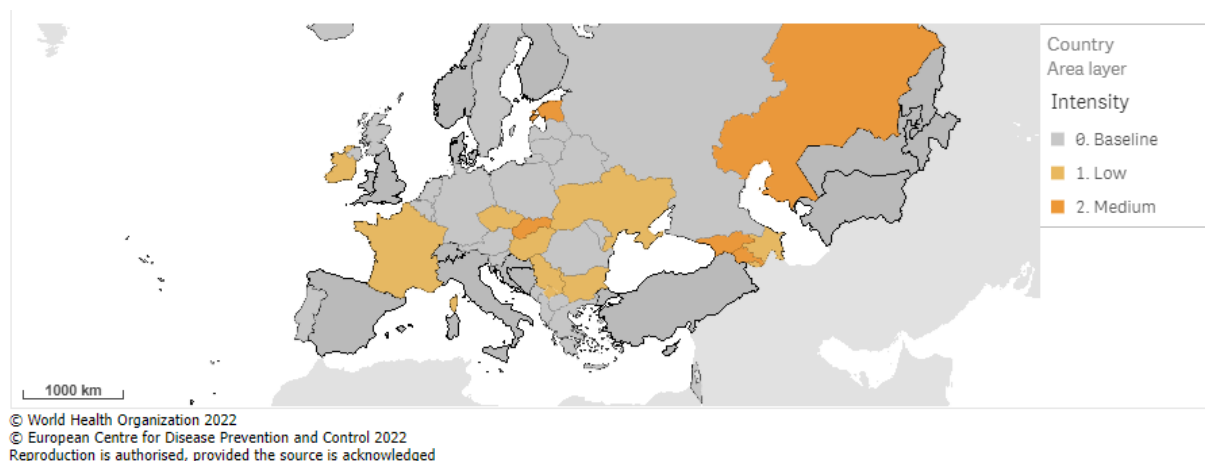 Country
Area layer
Intensity
0. Baseline
1. Low
2. Medium
1000 km
© World Health Organization 2022
© European Centre for Disease Prevention and Control 2022
Reproduction is authorised, provided the source is acknowledged